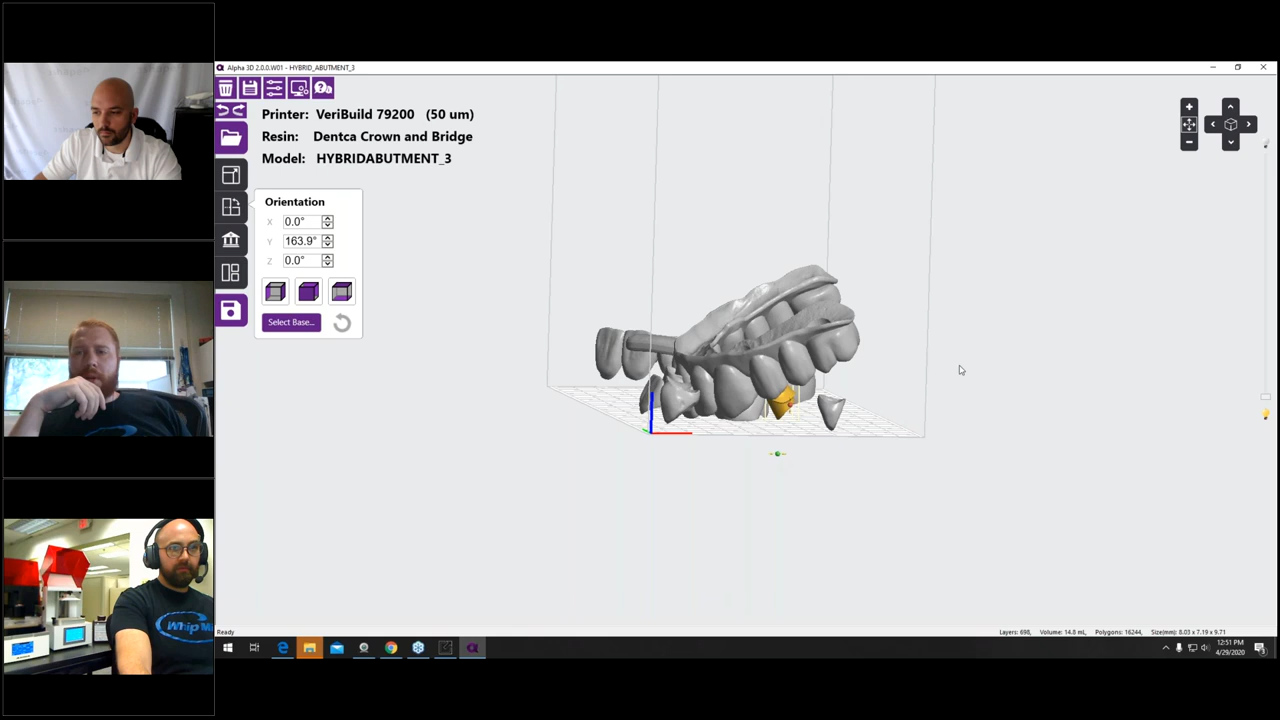 Alpha 3D 2.0.0.W01 - HYBRID_ABUTMENT_3
Printer: VeriBuild 79200 (50 um)
Resin: Dentca Crown and Bridge
Model: HYBRIDABUTMENT_3
Orientation
X 0.0°
Y 163.9°
Z 0.0°
Select Base...
Whip Mi
Ready
Layers: 698, Volume: 14.8 mL, Polygons: 16244, Size(mm): 8.03 x 7.19 x 9.71
12:51 PM
4/29/2020